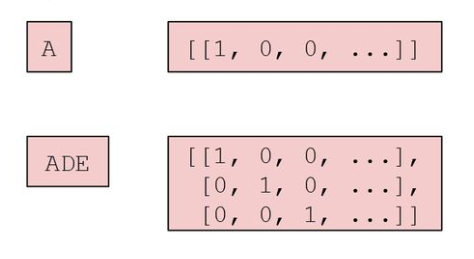 A
[[1, 0, 0, ...]]
ADE
[[1, 0, 0, ...],
[0, 1, 0, ...],
[0, 0, 1, ...]]